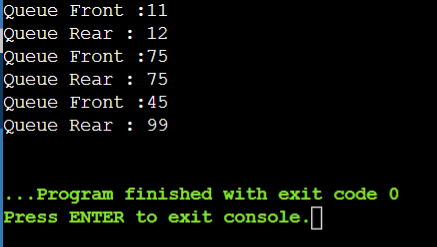 Queue Front :11
Queue Rear : 12
Queue Front :75
Queue Rear : 75
Queue Front :45
Queue Rear : 99
...Program finished with exit code 0
Press ENTER to exit console.